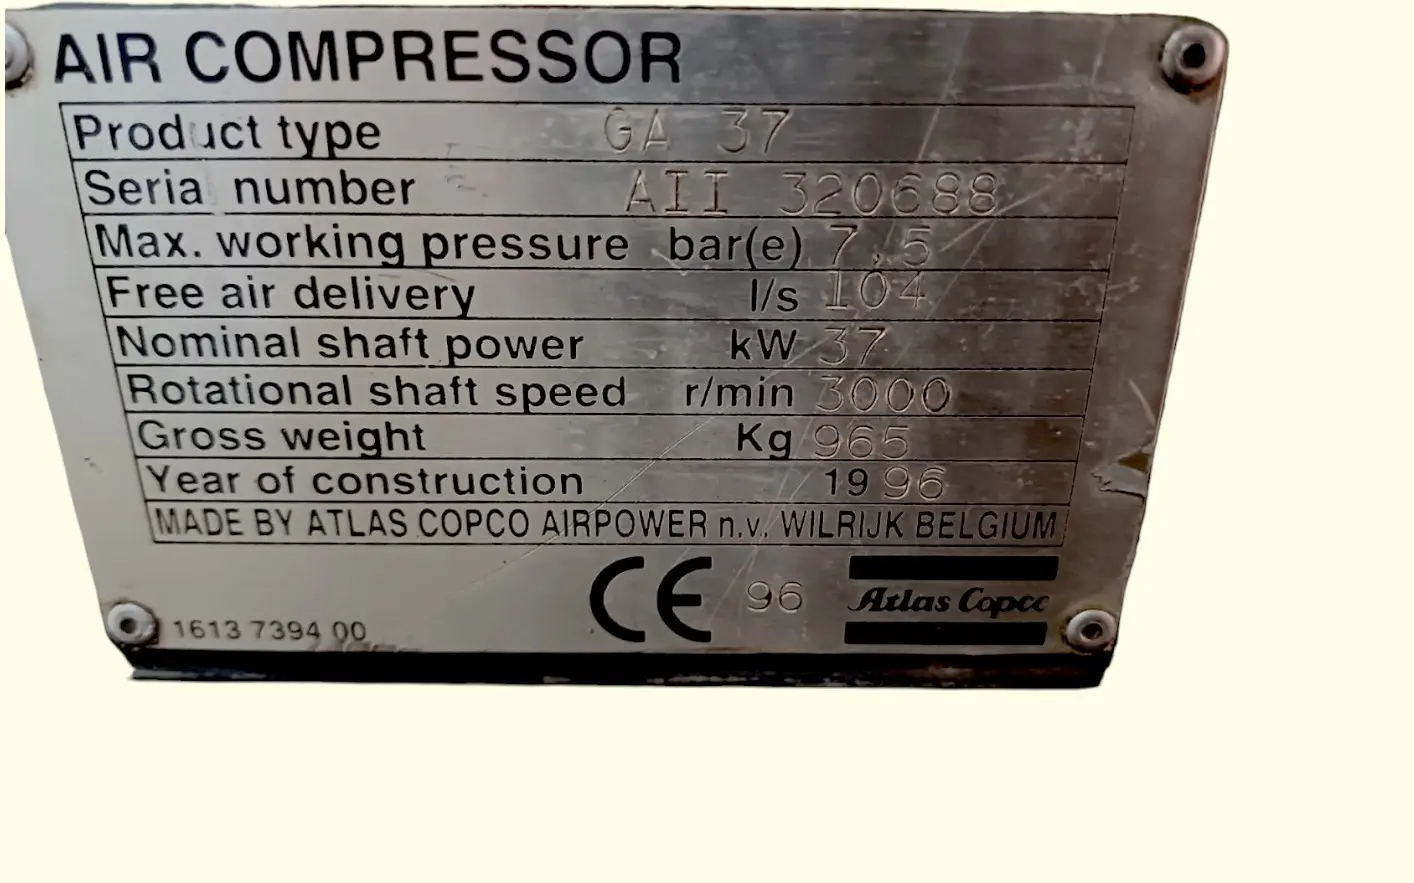 AIR COMPRESSOR
Product type GA 37
Serial number AII 320688
Max. working pressure bar(e) 7.5
Free air delivery l/s 104
Nominal shaft power kW 37
Rotational shaft speed r/min 3000
Gross weight Kg 965
Year of construction 1996
MADE BY ATLAS COPCO AIRPOWER n.v. WILRIJK BELGIUM
CE 96 Atlas Copco
1613 7394 00